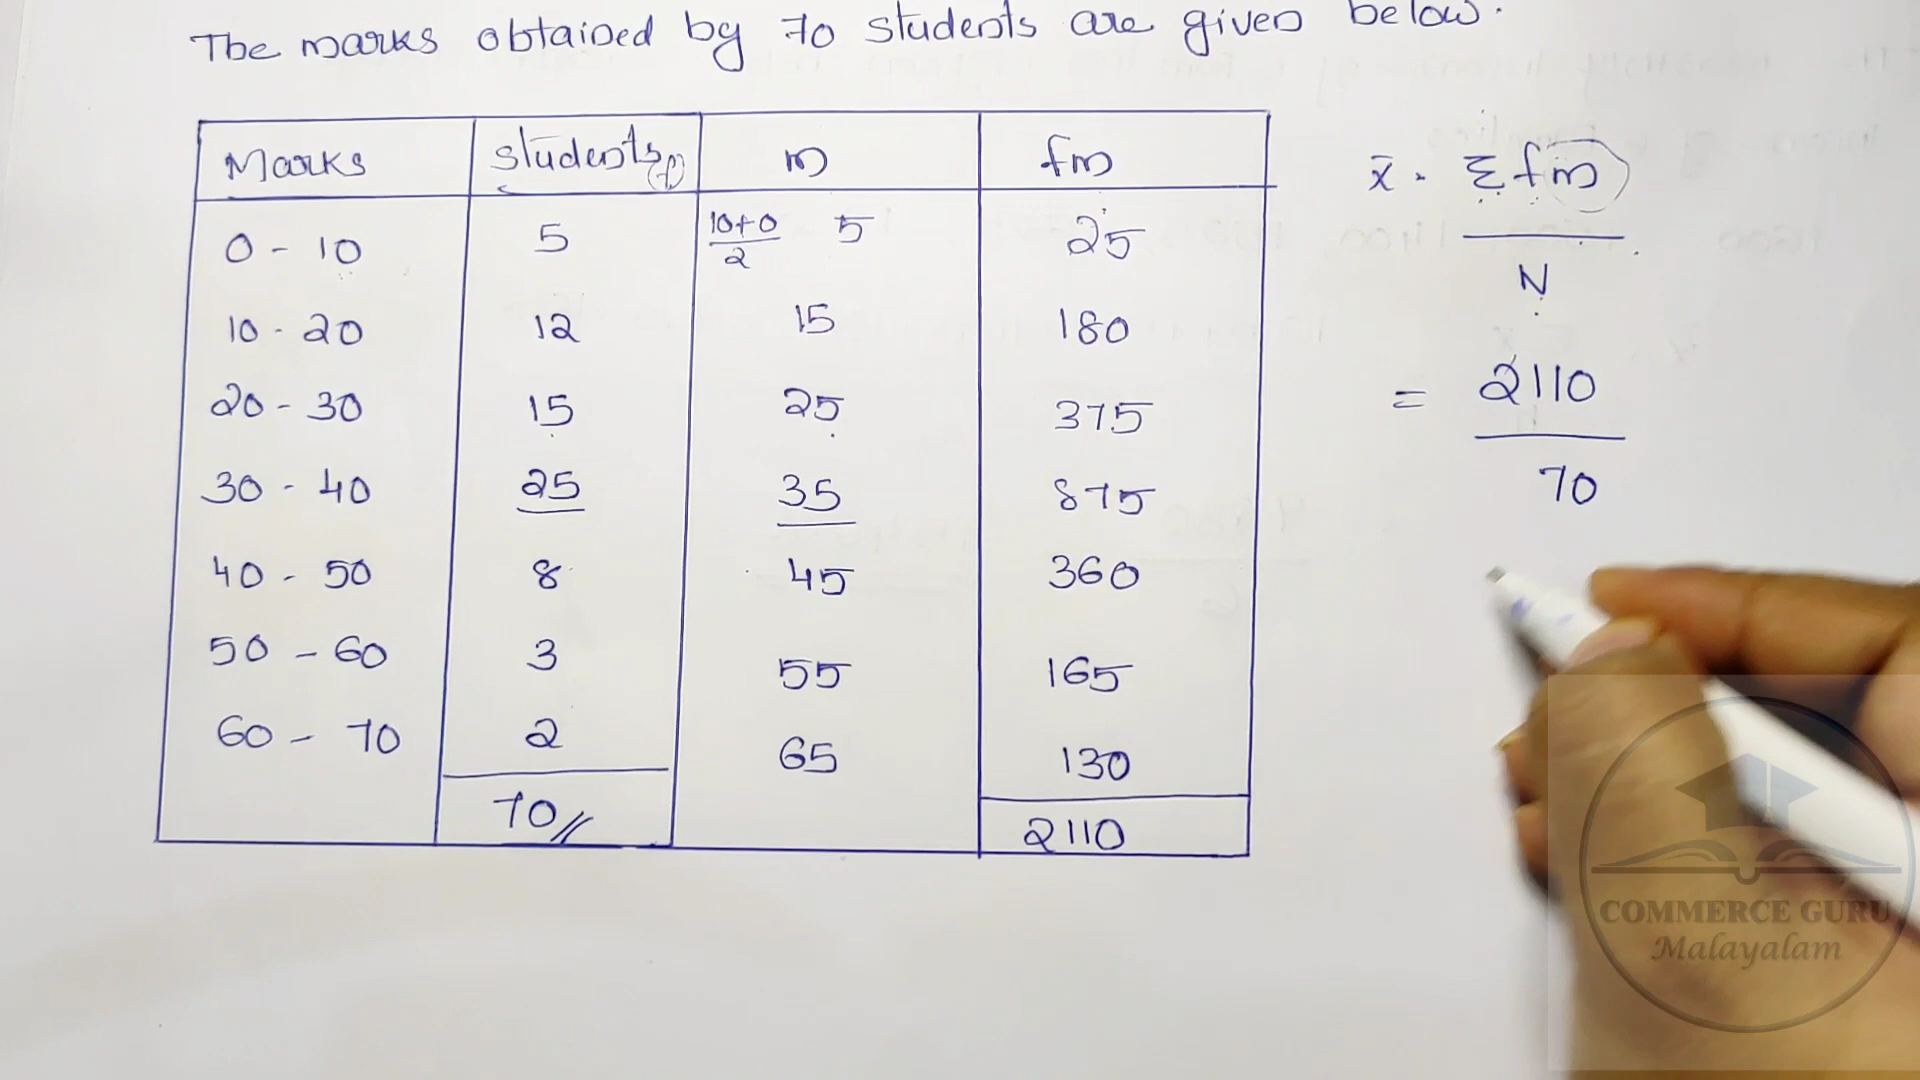 The marks obtained by 70 students are given below.
Marks students (f) m fm
0 - 10 5 10+0/2 5 25
10 - 20 12 15 180
20 - 30 15 25 375
30 - 40 25 35 875
40 - 50 8 45 360
50 - 60 3 55 165
60 - 70 2 65 130
70 2110
x̄ = Σfm
N
= 2110
70
COMMERCE GURU
Malayalam